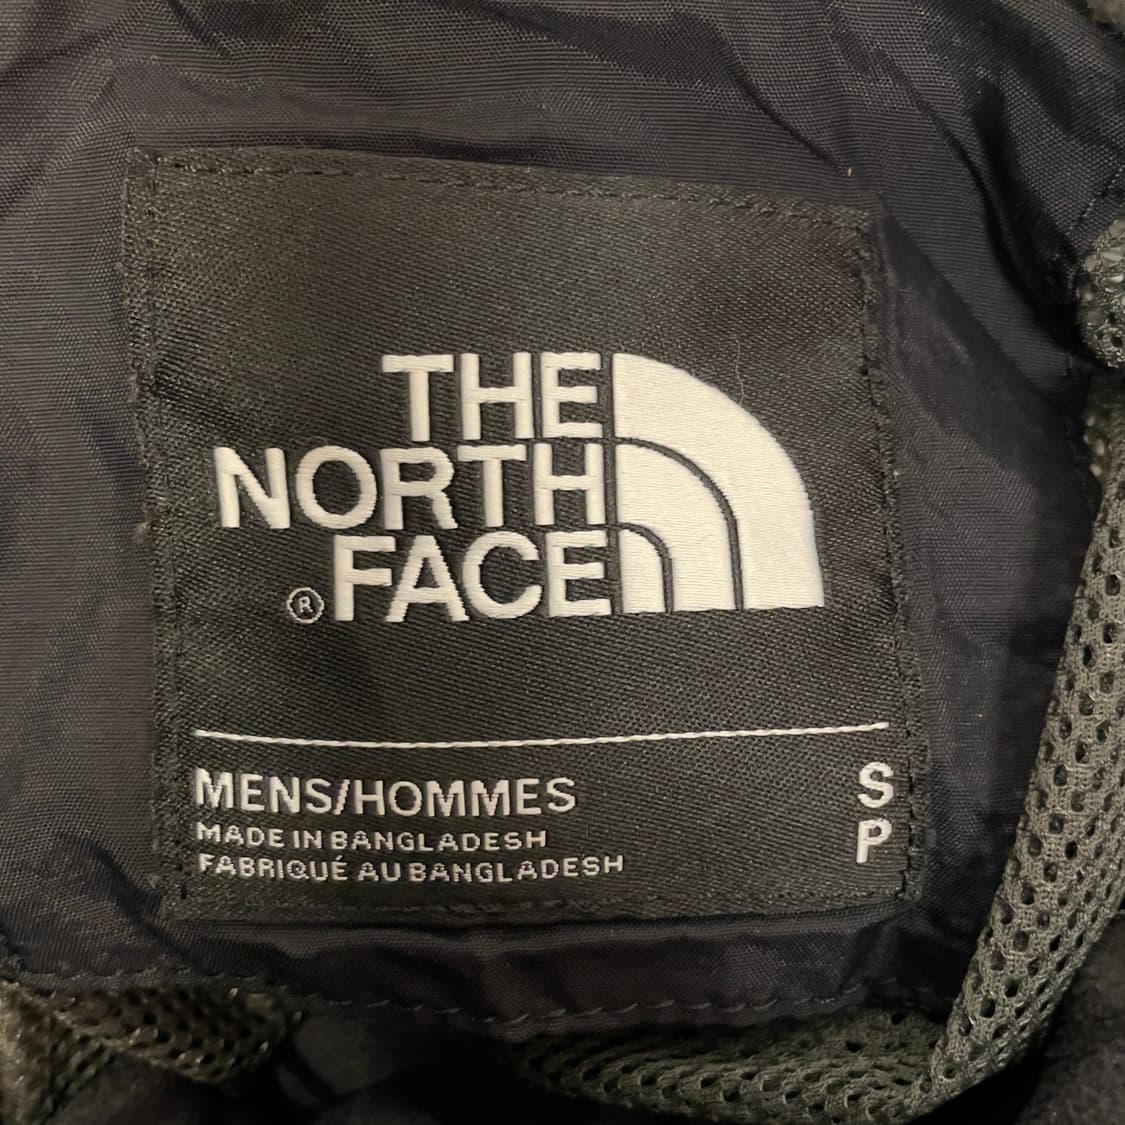 THE
NORTH
FACE
®
MENS/HOMMES
S
MADE IN BANGLADESH
P
FABRIQUÉ AU BANGLADESH